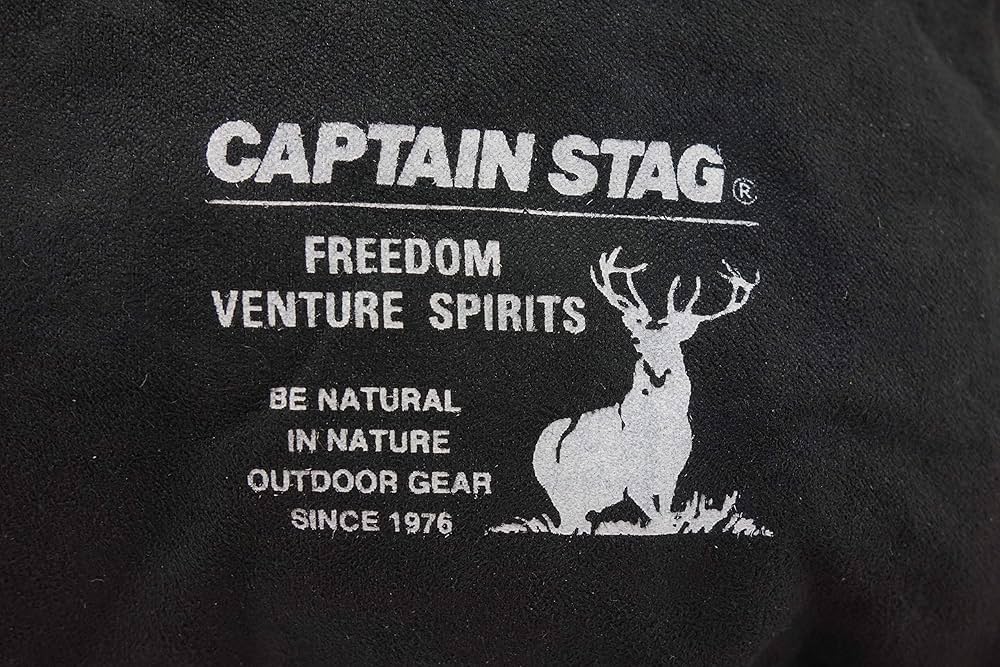 CAPTAIN STAG®
FREEDOM
VENTURE SPIRITS
BE NATURAL
IN NATURE
OUTDOOR GEAR
SINCE 1976